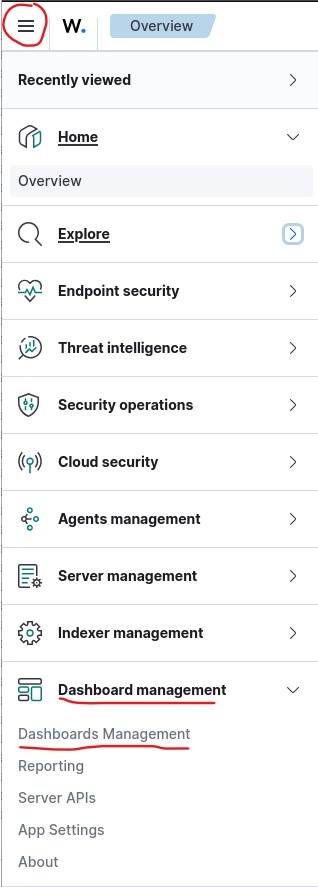 W. Overview
Recently viewed
Home
Overview
Explore
Endpoint security
Threat intelligence
Security operations
Cloud security
Agents management
Server management
Indexer management
Dashboard management
Dashboards Management
Reporting
Server APIs
App Settings
About